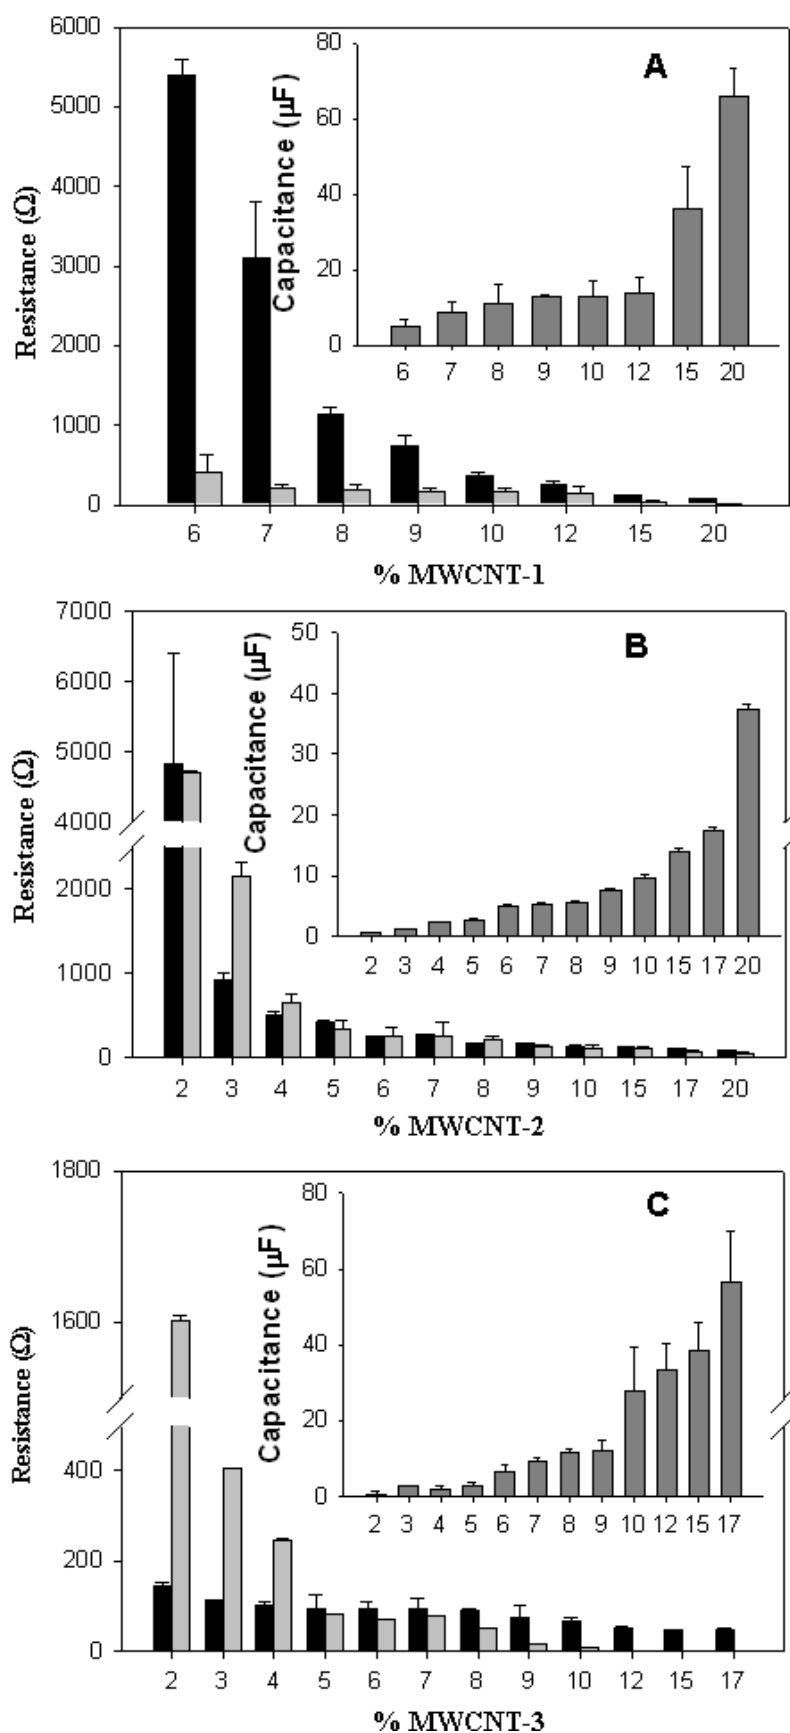 6000
5000
4000
3000
2000
1000
0
Resistance (Ω)
6 7 8 9 10 12 15 20
% MWCNT-1
A
80
60
40
20
0
Capacitance (µF)
6 7 8 9 10 12 15 20
7000
6000
5000
4000
2000
1000
0
Resistance (Ω)
2 3 4 5 6 7 8 9 10 15 17 20
% MWCNT-2
B
50
40
30
20
10
0
Capacitance (µF)
2 3 4 5 6 7 8 9 10 15 17 20
1800
1600
400
200
0
Resistance (Ω)
2 3 4 5 6 7 8 9 10 12 15 17
% MWCNT-3
C
80
60
40
20
0
Capacitance (µF)
2 3 4 5 6 7 8 9 10 12 15 17